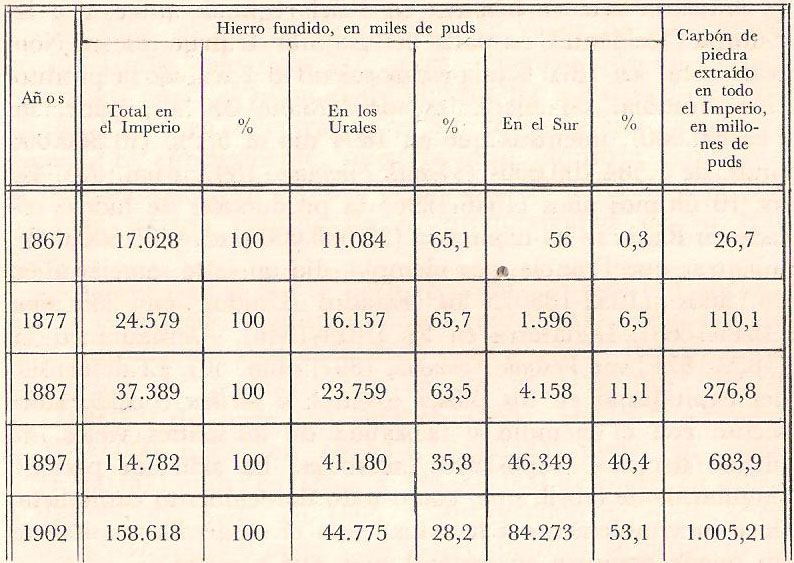 Hierro fundido, en miles de puds
Años
Total en
el Imperio
%
En los
Urales
%
En el Sur
%
Carbón de
piedra
extraído
en todo
el Imperio,
en millo-
nes de
puds
1867 17.028 100 11.084 65,1 56 0,3 26,7
1877 24.579 100 16.157 65,7 1.596 6,5 110,1
1887 37.389 100 23.759 63,5 4.158 11,1 276,8
1897 114.782 100 41.180 35,8 46.349 40,4 683,9
1902 158.618 100 44.775 28,2 84.273 53,1 1.005,21